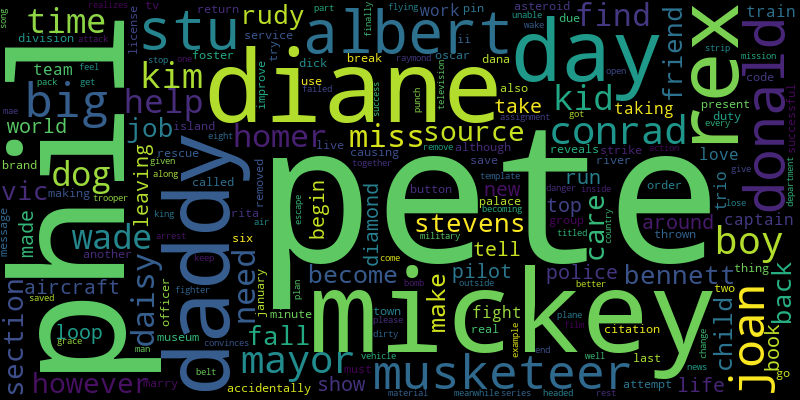 pete
philip
mickey
diane
daddy
day
albert
stu
rex
donald
joan
musketeer
conrad
big
time
kim
help
dog
wade
rudy
find
friend
kid
boy
mayor
fall
homer
miss
source
job
take
taking
work
team
world
vic
section
however
aircraft
daisy
leaving
need
become
begin
stevens
tell
pilot
diamond
fight
make
show
new
top
run
care
police
bennett
child
book
back
life
around
captain
love
train
trio
loop
made
making
brand
message
division
license
tv
return
foster
service
try
improve
dick
break
use
raymond
oscar
ii
dana
also
punch
television
failed
success
assignment
pin
flying
part
finally
unable
wake
asteroid
due
strip
mission
code
open
present
duty
every
successful
song
realizes
attack
pack
feel
get
stop
one
mae
island
eight
live
causing
together
although
save
remove
reveals
strike
river
action
got
rescue
given
along
trooper
called
removed
another
king
arrest
rita
air
escape
palace
becoming
button
template
group
danger
inside
titled
country
order
thrown
give
close
department
thing
two
six
officer
fighter
keep
january
plan
military
come
outside
better
saved
grace
museum
man
convinces
belt
marry
accidentally
minute
town
please
dirty
vehicle
must
real
bomb
example
plane
film
citation
end
well
last
attempt
change
news
go
material
meanwhile
series
headed
rest